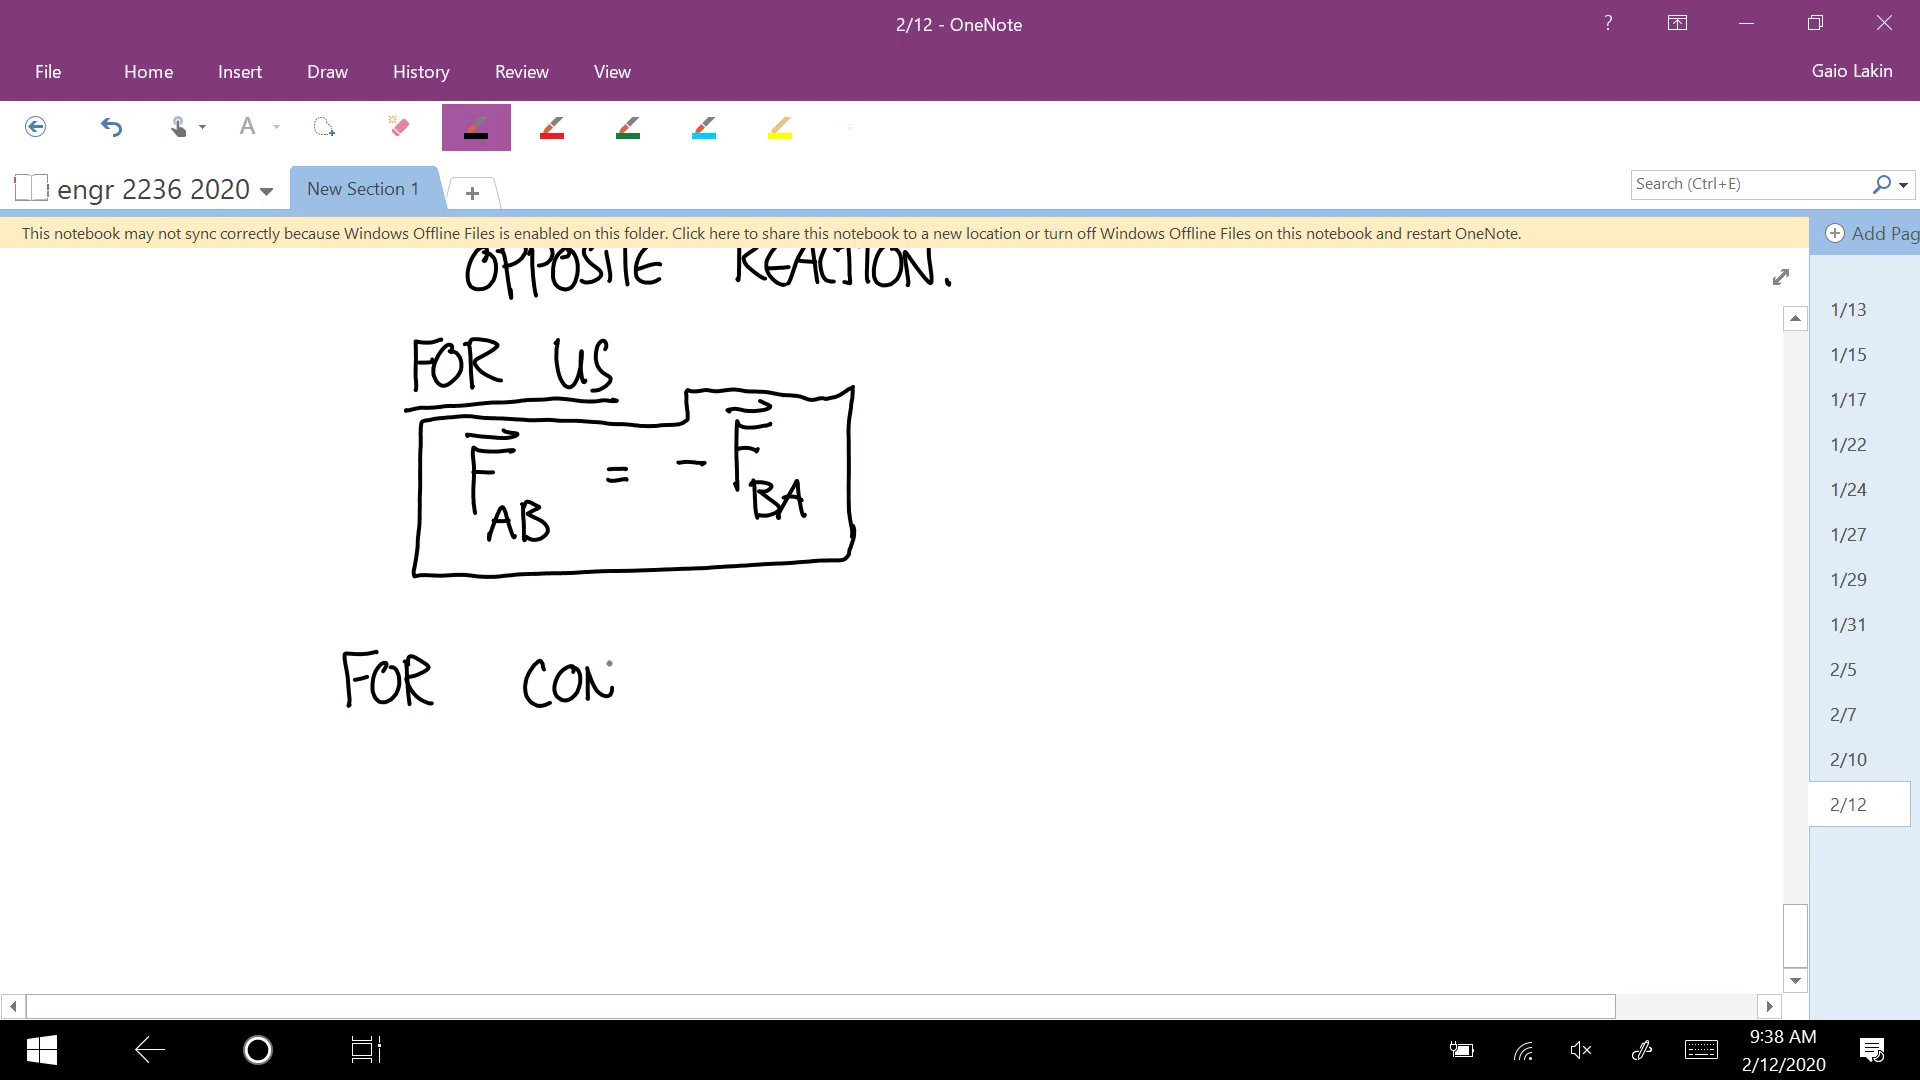 2/12 - OneNote
?
File Home Insert Draw History Review View
Gaio Lakin
A
engr 2236 2020
New Section 1
+
Search (Ctrl+E)
This notebook may not sync correctly because Windows Offline Files is enabled on this folder. Click here to share this notebook to a new location or turn off Windows Offline Files on this notebook and restart OneNote.
Add Pag
OPPOSITE REACTION.
FOR US
F AB = - F BA
FOR CON
1/13
1/15
1/17
1/22
1/24
1/27
1/29
1/31
2/5
2/7
2/10
2/12
9:38 AM
2/12/2020